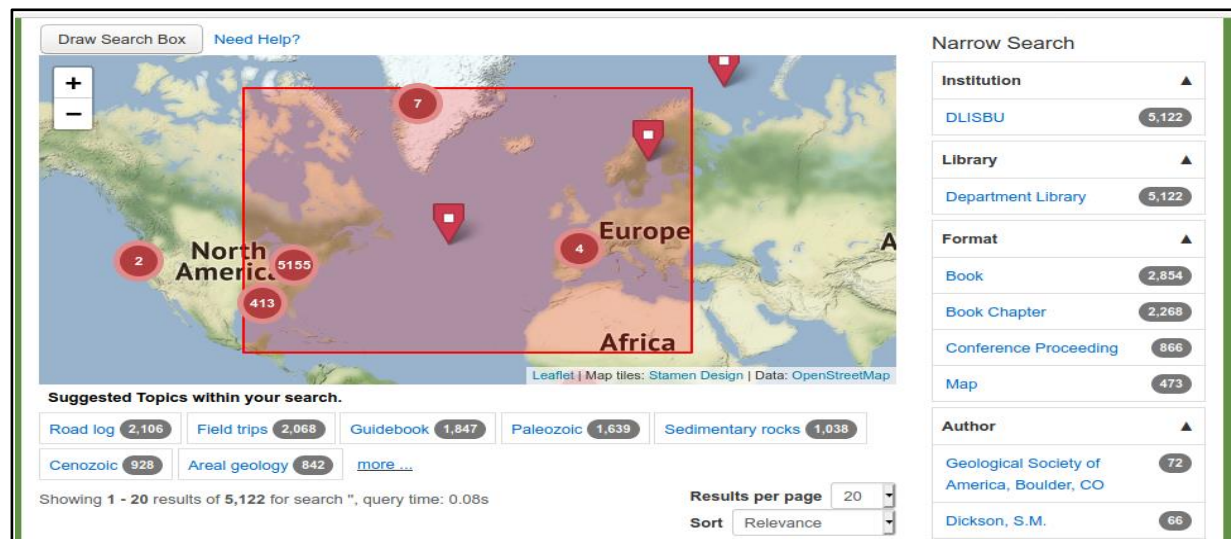 Draw Search Box Need Help?
+
−
7
North
America
2
5155
413
4
Europe
Africa
A
Leaflet | Map tiles: Stamen Design | Data: OpenStreetMap
Suggested Topics within your search.
Road log 2,106 Field trips 2,068 Guidebook 1,847 Paleozoic 1,639 Sedimentary rocks 1,038
Cenozoic 928 Areal geology 842 more ...
Showing 1 - 20 results of 5,122 for search '', query time: 0.08s
Results per page 20
Sort Relevance
Narrow Search
Institution
DLISBU 5,122
Library
Department Library 5,122
Format
Book 2,854
Book Chapter 2,268
Conference Proceeding 866
Map 473
Author
Geological Society of 72
America, Boulder, CO
Dickson, S.M. 66